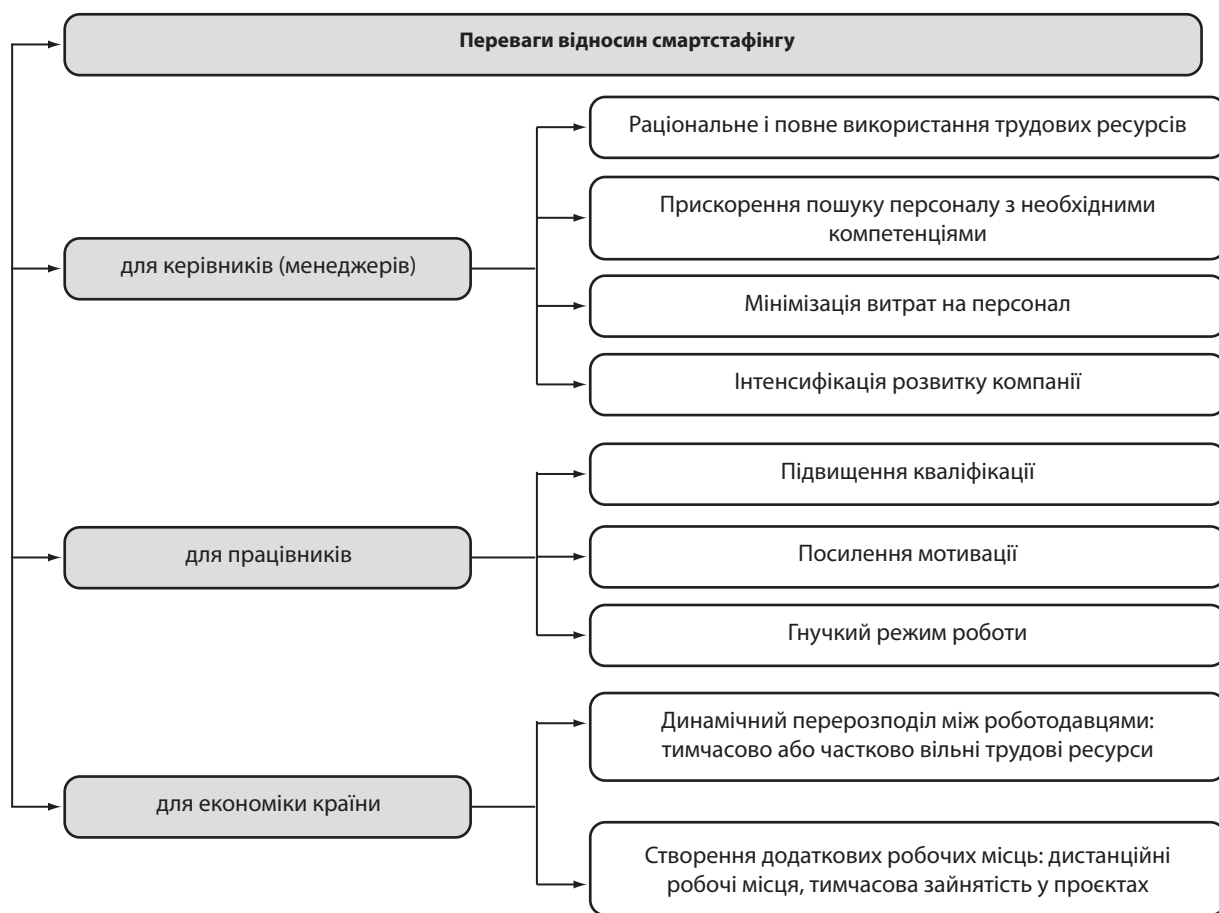 Переваги відносин смартстафінгу
для керівників (менеджерів)
Раціональне і повне використання трудових ресурсів
Прискорення пошуку персоналу з необхідними
компетенціями
Мінімізація витрат на персонал
Інтенсифікація розвитку компанії
для працівників
Підвищення кваліфікації
Посилення мотивації
Гнучкий режим роботи
для економіки країни
Динамічний перерозподіл між роботодавцями:
тимчасово або частково вільні трудові ресурси
Створення додаткових робочих місць: дистанційні
робочі місця, тимчасова зайнятість у проєктах